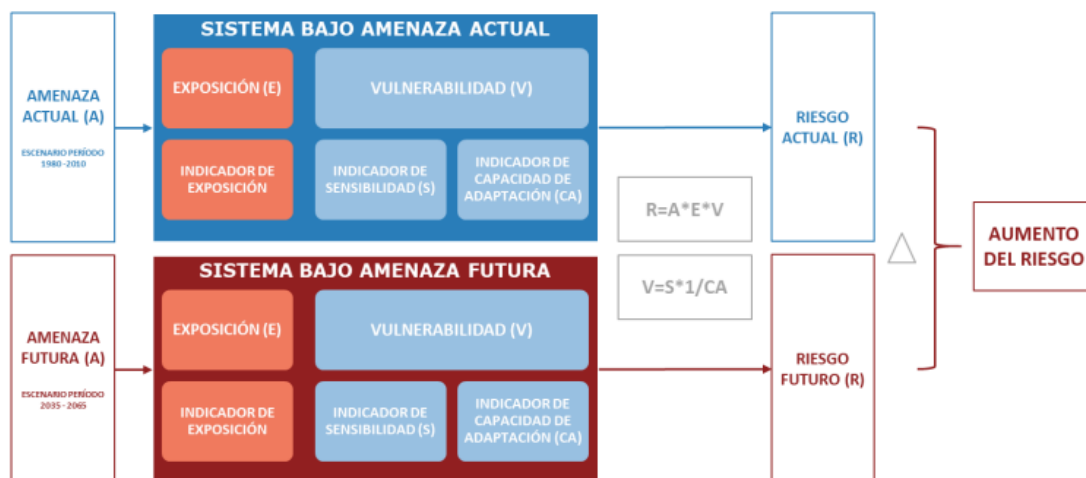 AMENAZA
ACTUAL (A)
ESCENARIO PERÍODO
1980 -2010
SISTEMA BAJO AMENAZA ACTUAL
EXPOSICIÓN (E)
VULNERABILIDAD (V)
INDICADOR DE
EXPOSICIÓN
INDICADOR DE
SENSIBILIDAD (S)
INDICADOR DE
CAPACIDAD DE
ADAPTACIÓN (CA)
R=A*E*V
RIESGO
ACTUAL (R)
AMENAZA
FUTURA (A)
ESCENARIO PERÍODO
2035 - 2065
SISTEMA BAJO AMENAZA FUTURA
EXPOSICIÓN (E)
VULNERABILIDAD (V)
INDICADOR DE
EXPOSICIÓN
INDICADOR DE
SENSIBILIDAD (S)
INDICADOR DE
CAPACIDAD DE
ADAPTACIÓN (CA)
V=S*1/CA
RIESGO
FUTURO (R)
△
AUMENTO
DEL RIESGO